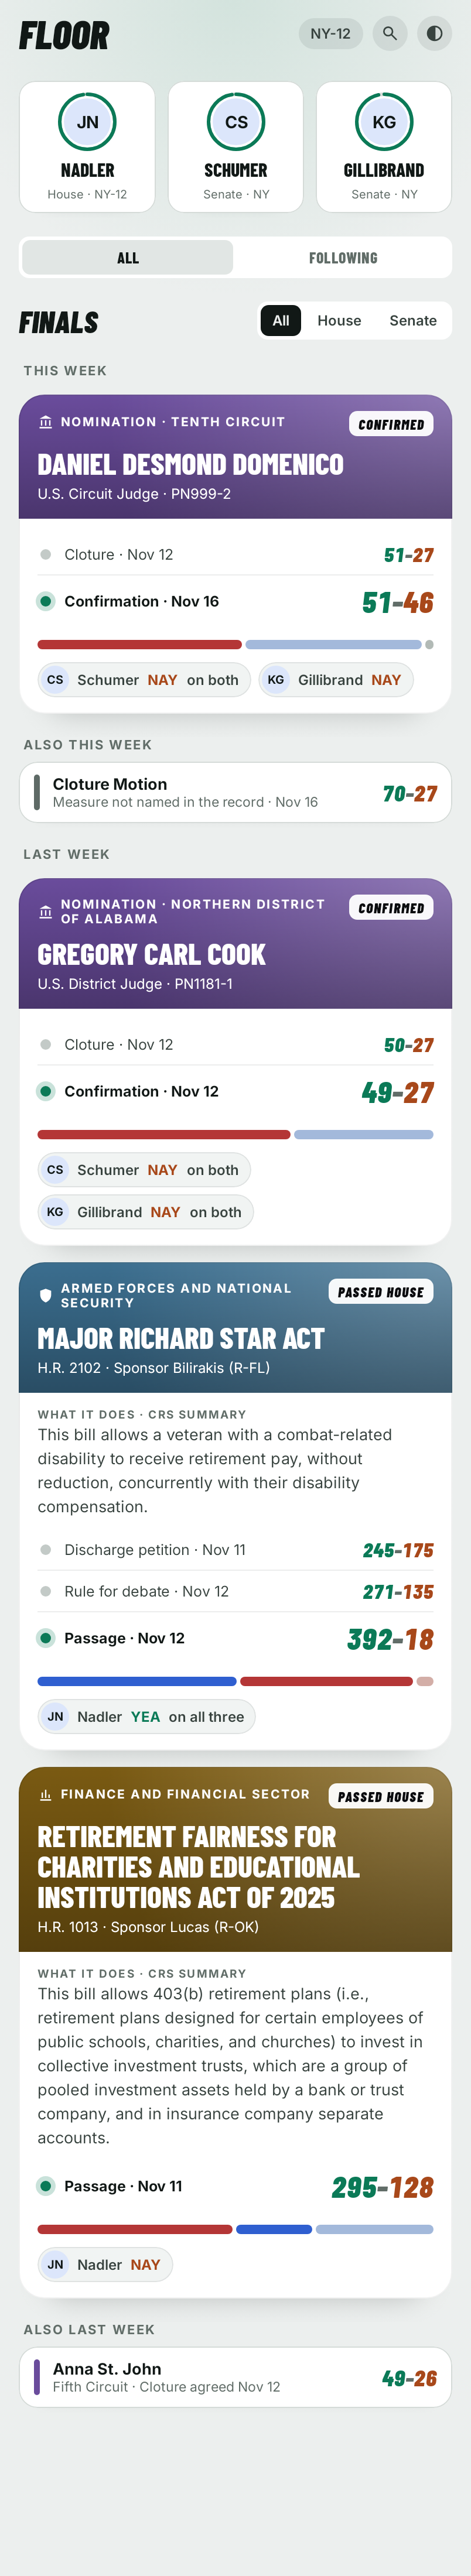 FLOOR
NY-12
JN
CS
KG
NADLER
SCHUMER
GILLIBRAND
House · NY-12
Senate · NY
Senate · NY
ALL
FOLLOWING
FINALS
All
House
Senate
THIS WEEK
NOMINATION · TENTH CIRCUIT
CONFIRMED
DANIEL DESMOND DOMENICO
U.S. Circuit Judge · PN999-2
Cloture · Nov 12
51-27
Confirmation · Nov 16
51-46
CS Schumer NAY on both
KG Gillibrand NAY
ALSO THIS WEEK
Cloture Motion
Measure not named in the record · Nov 16
70-27
LAST WEEK
NOMINATION · NORTHERN DISTRICT
OF ALABAMA
CONFIRMED
GREGORY CARL COOK
U.S. District Judge · PN1181-1
Cloture · Nov 12
50-27
Confirmation · Nov 12
49-27
CS Schumer NAY on both
KG Gillibrand NAY on both
ARMED FORCES AND NATIONAL
SECURITY
PASSED HOUSE
MAJOR RICHARD STAR ACT
H.R. 2102 · Sponsor Bilirakis (R-FL)
WHAT IT DOES · CRS SUMMARY
This bill allows a veteran with a combat-related
disability to receive retirement pay, without
reduction, concurrently with their disability
compensation.
Discharge petition · Nov 11
245-175
Rule for debate · Nov 12
271-135
Passage · Nov 12
392-18
JN Nadler YEA on all three
FINANCE AND FINANCIAL SECTOR
PASSED HOUSE
RETIREMENT FAIRNESS FOR
CHARITIES AND EDUCATIONAL
INSTITUTIONS ACT OF 2025
H.R. 1013 · Sponsor Lucas (R-OK)
WHAT IT DOES · CRS SUMMARY
This bill allows 403(b) retirement plans (i.e.,
retirement plans designed for certain employees of
public schools, charities, and churches) to invest in
collective investment trusts, which are a group of
pooled investment assets held by a bank or trust
company, and in insurance company separate
accounts.
Passage · Nov 11
295-128
JN Nadler NAY
ALSO LAST WEEK
Anna St. John
Fifth Circuit · Cloture agreed Nov 12
49-26